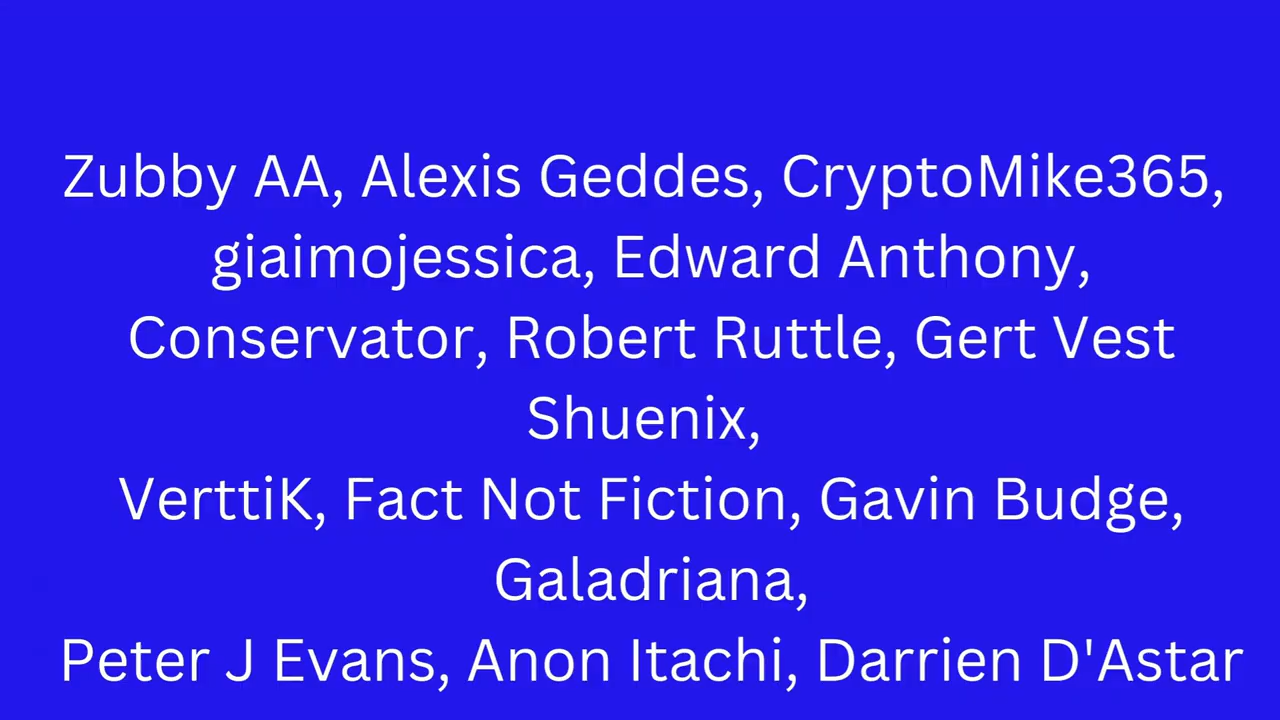 Zubby AA, Alexis Geddes, CryptoMike365,
giaimojessica, Edward Anthony,
Conservator, Robert Ruttle, Gert Vest
Shuenix,
VerttiK, Fact Not Fiction, Gavin Budge,
Galadriana,
Peter J Evans, Anon Itachi, Darrien D'Astar